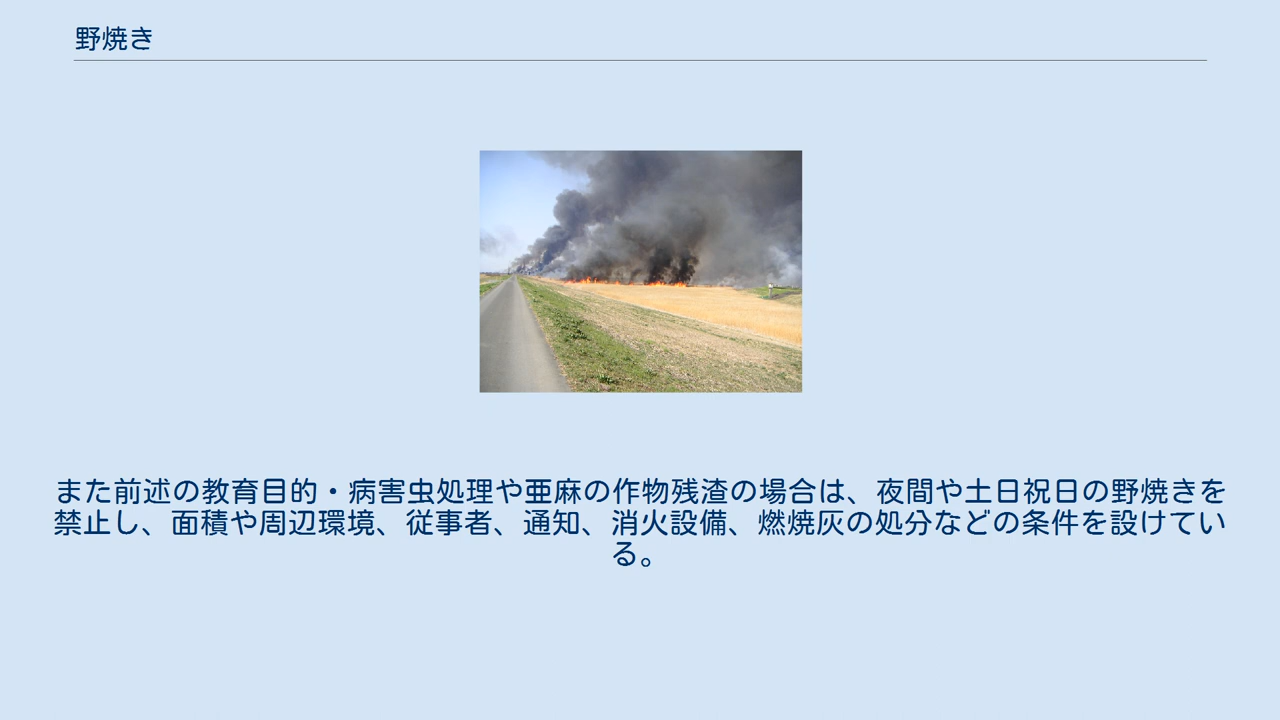 野焼き
また前述の教育目的・病害虫処理や亜麻の作物残渣の場合は、夜間や土日祝日の野焼きを
禁止し、面積や周辺環境、従事者、通知、消火設備、燃焼灰の処分などの条件を設けてい
る。